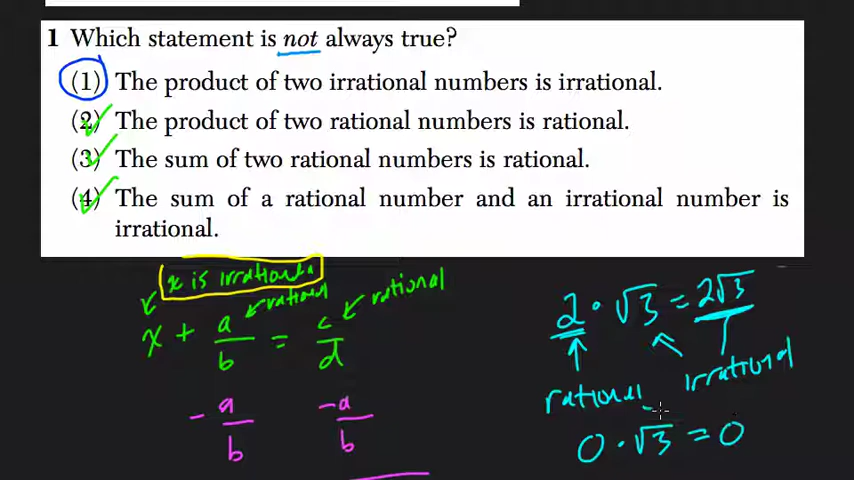 1 Which statement is not always true?
(1) The product of two irrational numbers is irrational.
(2) The product of two rational numbers is rational.
(3) The sum of two rational numbers is rational.
(4) The sum of a rational number and an irrational number is
irrational.
x is irrational
rational
rational
x + a/b = c/d
- a/b -a/b
2 · √3 = 2√3
rational
irrational
0 · √3 = 0